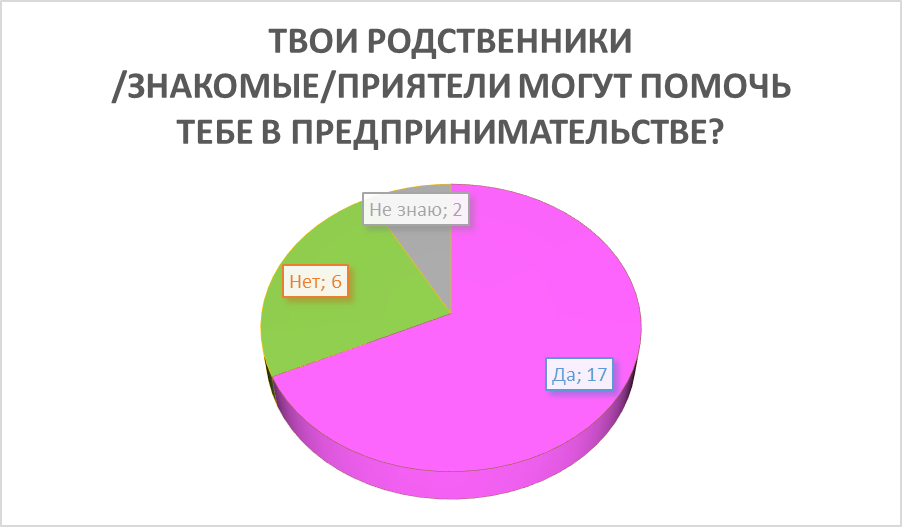 ТВОИ РОДСТВЕННИКИ
/ЗНАКОМЫЕ/ПРИЯТЕЛИ МОГУТ ПОМОЧЬ
ТЕБЕ В ПРЕДПРИНИМАТЕЛЬСТВЕ?
Не знаю; 2
Нет; 6
Да; 17